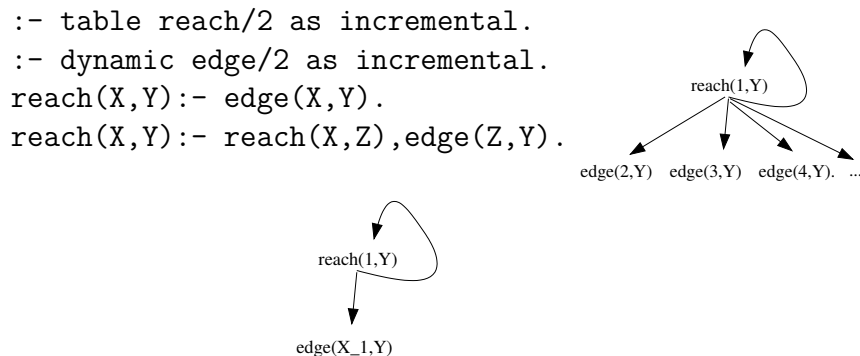 :- table reach/2 as incremental.
:- dynamic edge/2 as incremental.
reach(X,Y):- edge(X,Y).
reach(X,Y):- reach(X,Z),edge(Z,Y).
reach(1,Y)
edge(2,Y) edge(3,Y) edge(4,Y). ...
reach(1,Y)
edge(X_1,Y)